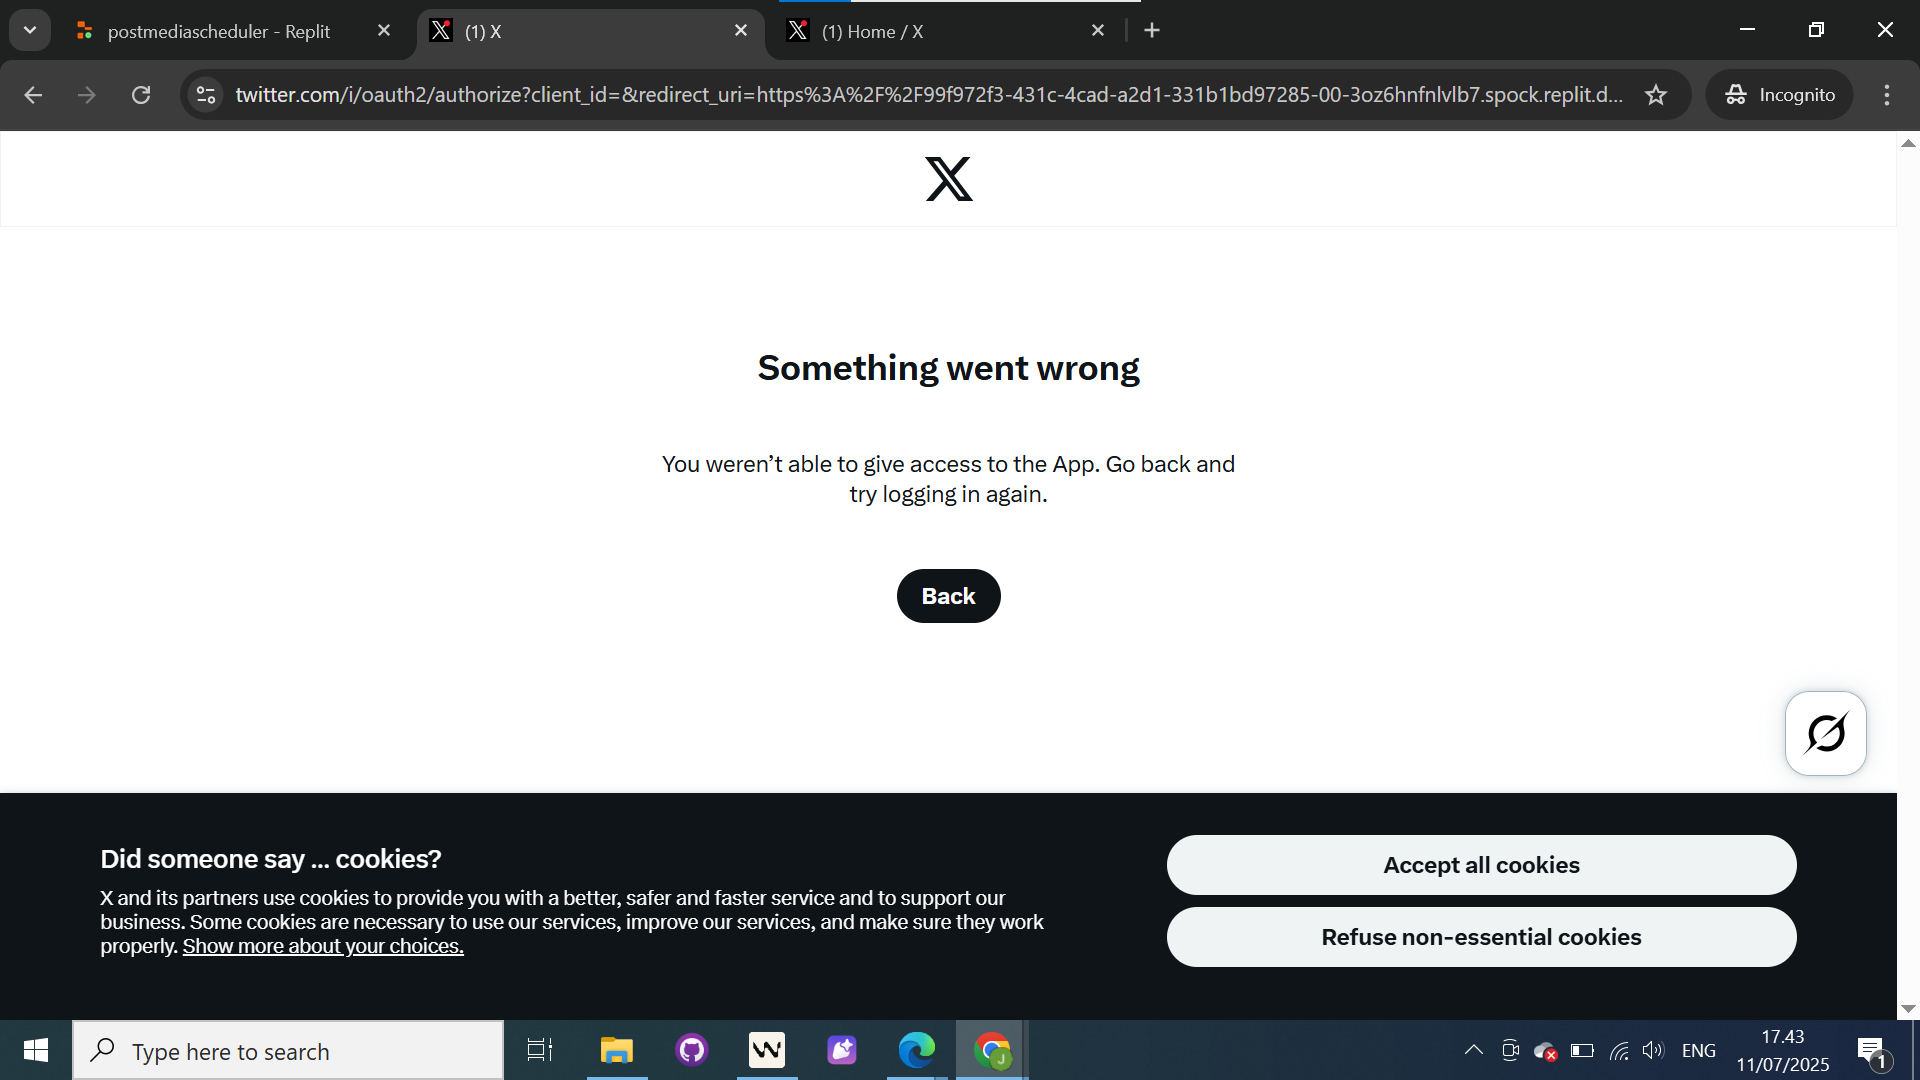 postmediascheduler - Replit
(1) X
(1) Home / X
twitter.com/i/oauth2/authorize?client_id=&redirect_uri=https%3A%2F%2F99f972f3-431c-4cad-a2d1-331b1bd97285-00-3oz6hnfnlvlb7.spock.replit.d...
Incognito
Something went wrong
You weren’t able to give access to the App. Go back and
try logging in again.
Back
Did someone say … cookies?
X and its partners use cookies to provide you with a better, safer and faster service and to support our
business. Some cookies are necessary to use our services, improve our services, and make sure they work
properly. Show more about your choices.
Accept all cookies
Refuse non-essential cookies
Type here to search
J
ENG
17.43
11/07/2025
1